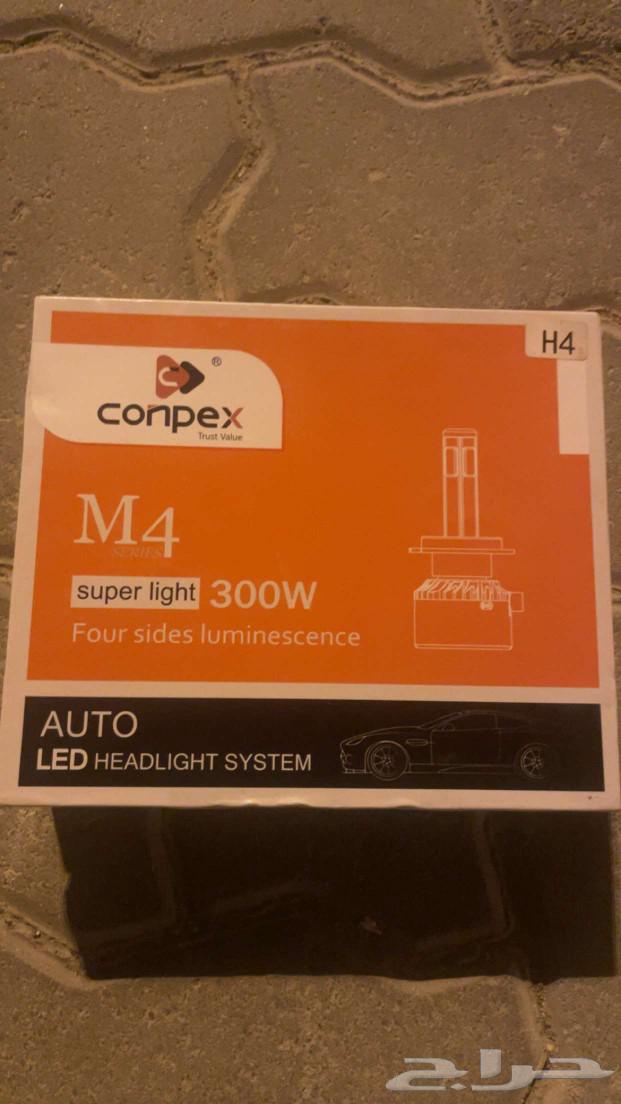 H4
®
conpex
Trust Value
M4
SERIES
super light 300W
Four sides luminescence
AUTO
LED HEADLIGHT SYSTEM
حراج